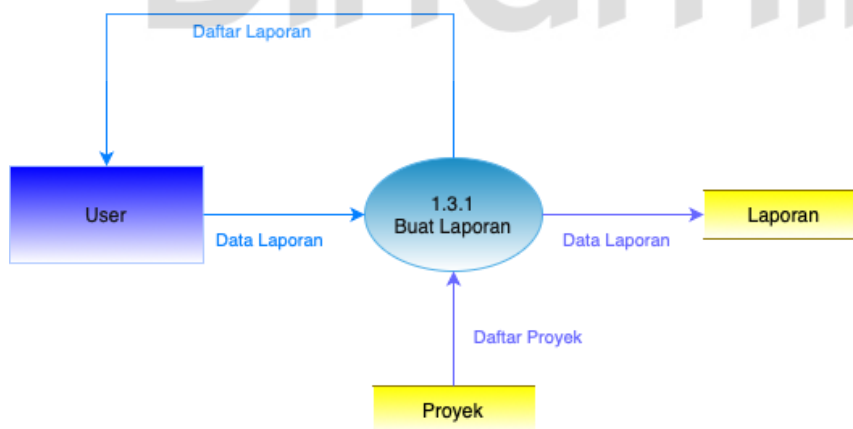 Daftar Laporan
User
1.3.1
Buat Laporan
Laporan
Data Laporan
Data Laporan
Daftar Proyek
Proyek